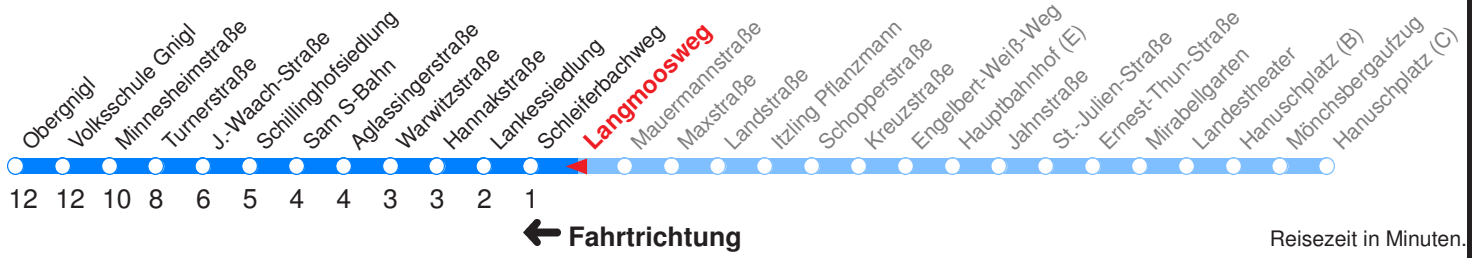 Obergnigl
Volksschule Gnigl
Minnesheimstraße
Turnerstraße
J.-Waach-Straße
Schillinghofsiedlung
Sam S-Bahn
Aglassingerstraße
Warwitzstraße
Hannakstraße
Lankessiedlung
Schleiferbachweg
Langmoosweg
Mauermannstraße
Maxstraße
Landstraße
Itzling Pflanzmann
Schopperstraße
Kreuzstraße
Engelbert-Weiß-Weg
Hauptbahnhof (E)
Jahnstraße
St.-Julien-Straße
Ernest-Thun-Straße
Mirabellgarten
Landestheater
Hanuschplatz (B)
Mönchsbergaufzug
Hanuschplatz (C)
12 12 10 8 6 5 4 4 3 3 2 1
Fahrtrichtung
Reisezeit in Minuten.